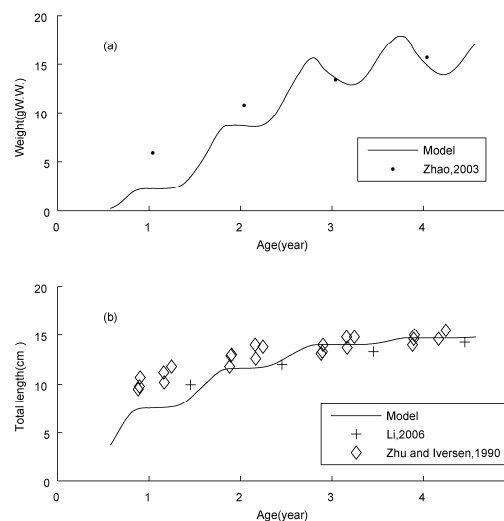 20
(a)
15
10
5
0
Weight(gW.W.)
Model
Zhao,2003
0 1 2 3 4
Age(year)
20
(b)
15
10
5
0
Total length(cm )
Model
Li,2006
Zhu and Iversen,1990
0 1 2 3 4
Age(year)